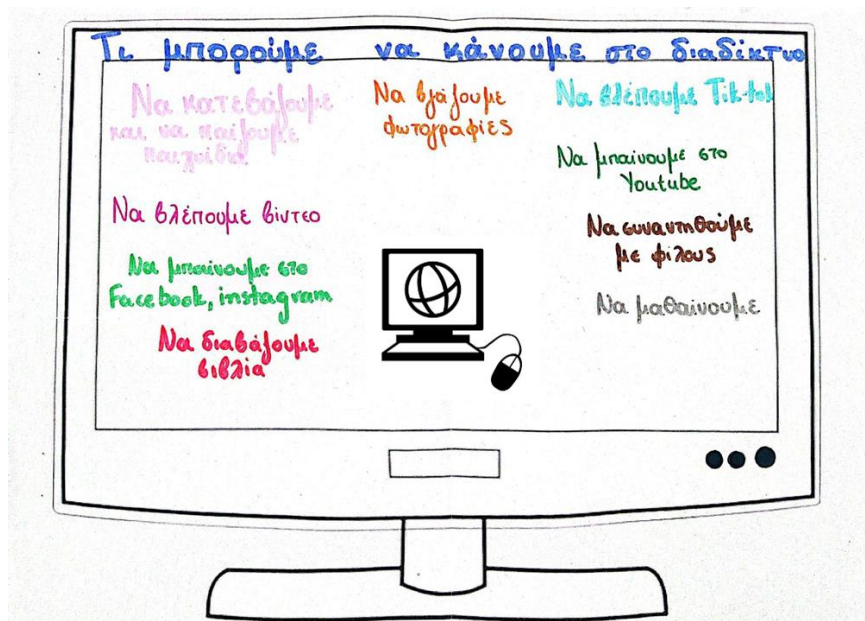 Τι μπορούμε να κάνουμε στο διαδίκτυο
Να κατεβάζουμε
και να παίζουμε
παιχνίδια
Να βλέπουμε βίντεο
Να μπαίνουμε στο
Facebook, instagram
Να διαβάζουμε
βιβλία
Να βγάζουμε
φωτογραφίες
Να βλέπουμε Tik-tok
Να μπαίνουμε στο
Youtube
Να συναντηθούμε
με φίλους
Να μαθαίνουμε